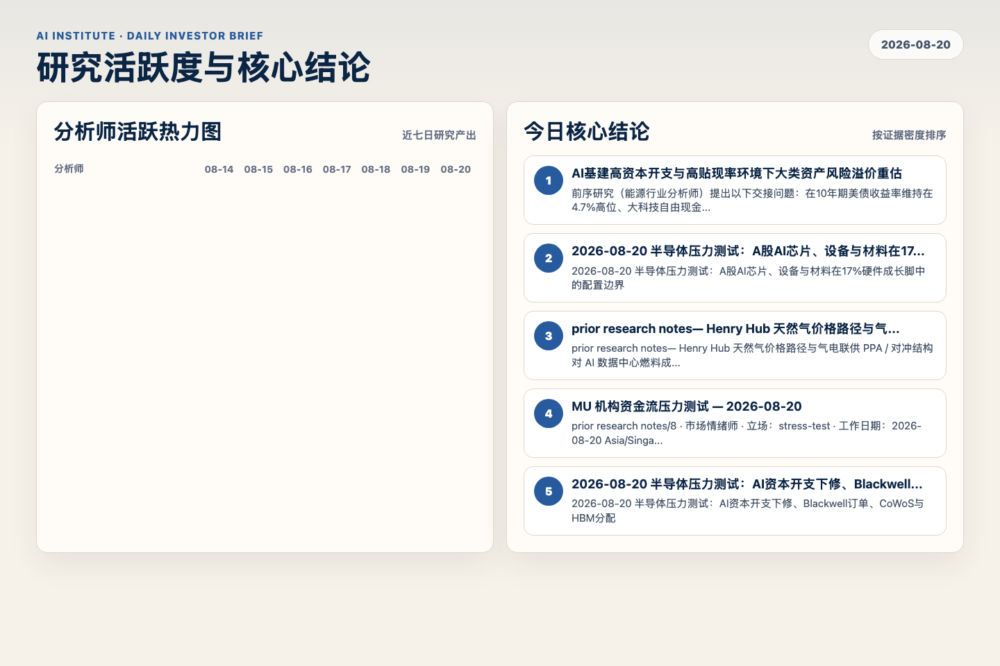 AI INSTITUTE · DAILY INVESTOR BRIEF
研究活跃度与核心结论
2026-08-20
分析师活跃热力图
近七日研究产出
分析师 08-14 08-15 08-16 08-17 08-18 08-19 08-20
今日核心结论
按证据密度排序
1
AI基建高资本开支与高贴现率环境下大类资产风险溢价重估
前序研究（能源行业分析师）提出以下交接问题：在10年期美债收益率维持在
4.7%高位、大科技自由现金...
2
2026-08-20 半导体压力测试：A股AI芯片、设备与材料在17...
2026-08-20 半导体压力测试：A股AI芯片、设备与材料在17%硬件成长脚中
的配置边界
3
prior research notes— Henry Hub 天然气价格路径与气...
prior research notes— Henry Hub 天然气价格路径与气电联供 PPA / 对冲结构
对 AI 数据中心燃料成...
4
MU 机构资金流压力测试 — 2026-08-20
prior research notes/8 · 市场情绪师 · 立场：stress-test · 工作日期：2026-
08-20 Asia/Singa...
5
2026-08-20 半导体压力测试：AI资本开支下修、Blackwell...
2026-08-20 半导体压力测试：AI资本开支下修、Blackwell订单、CoWoS与
HBM分配